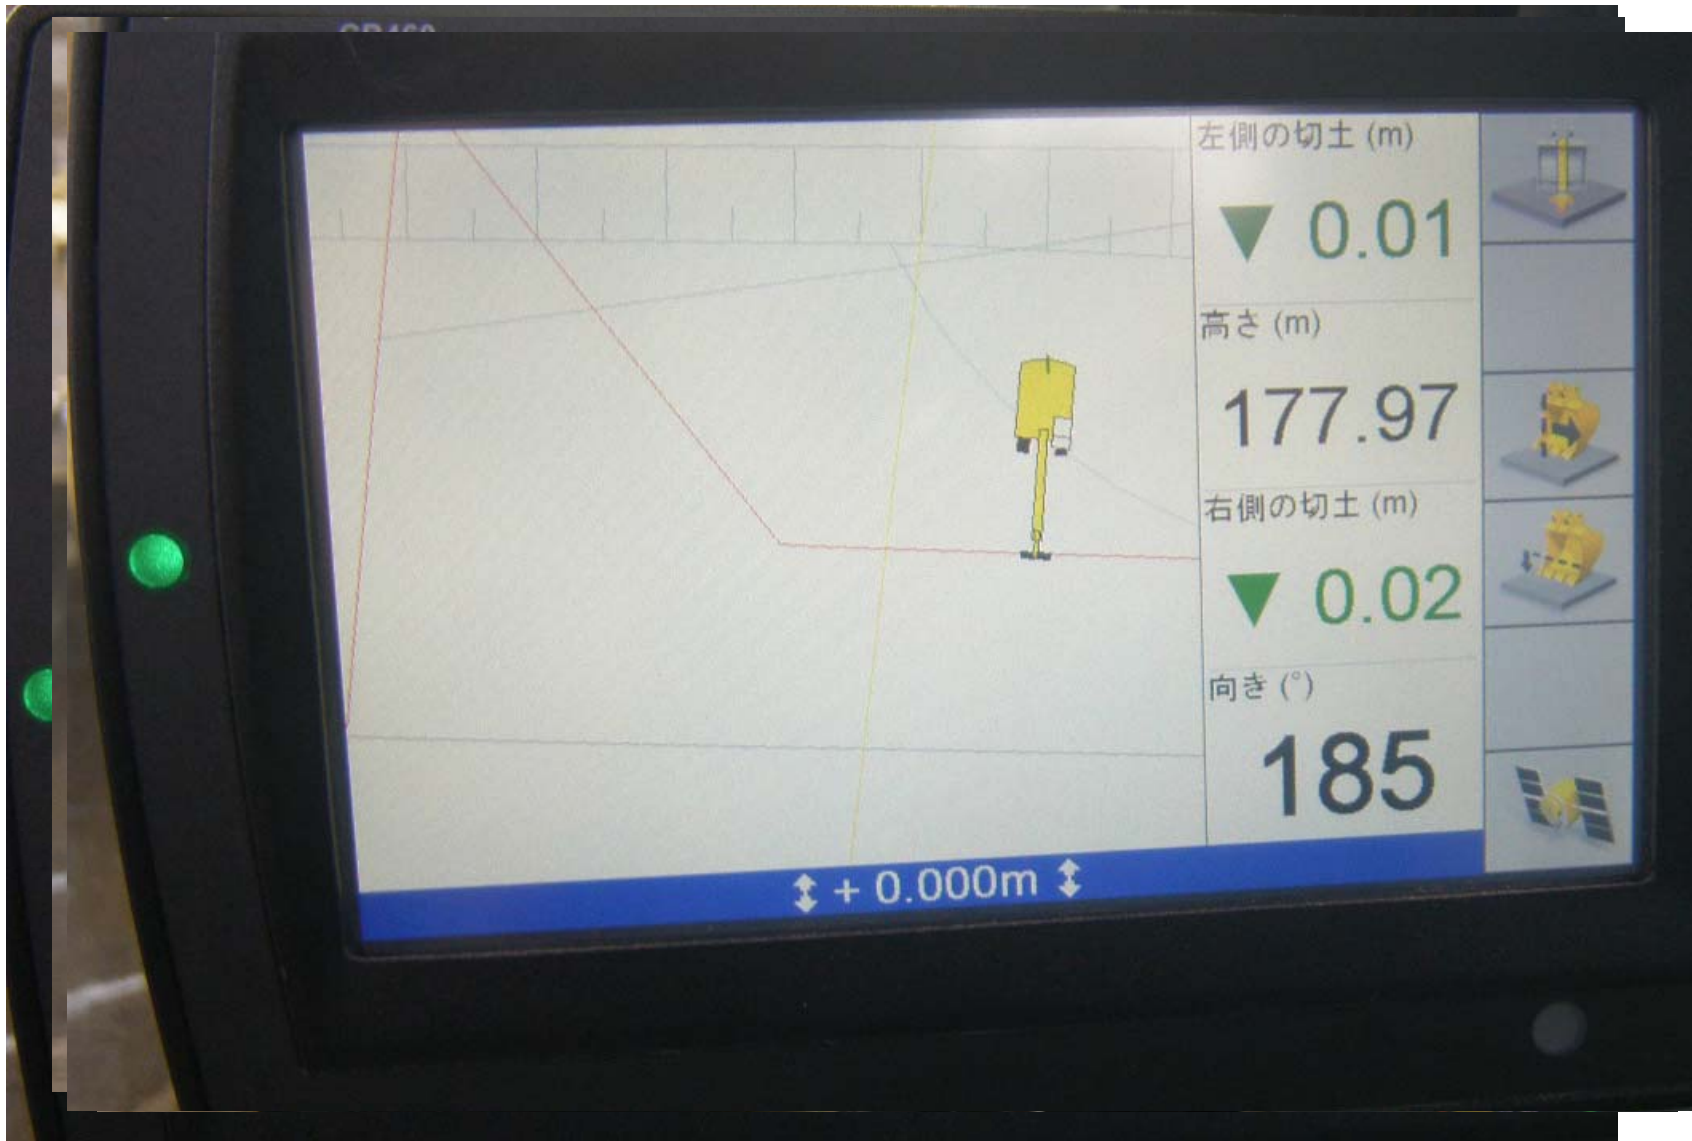 左側の切土 (m)
▼ 0.01
高さ (m)
177.97
右側の切土 (m)
▼ 0.02
向き (°)
185
+ 0.000m